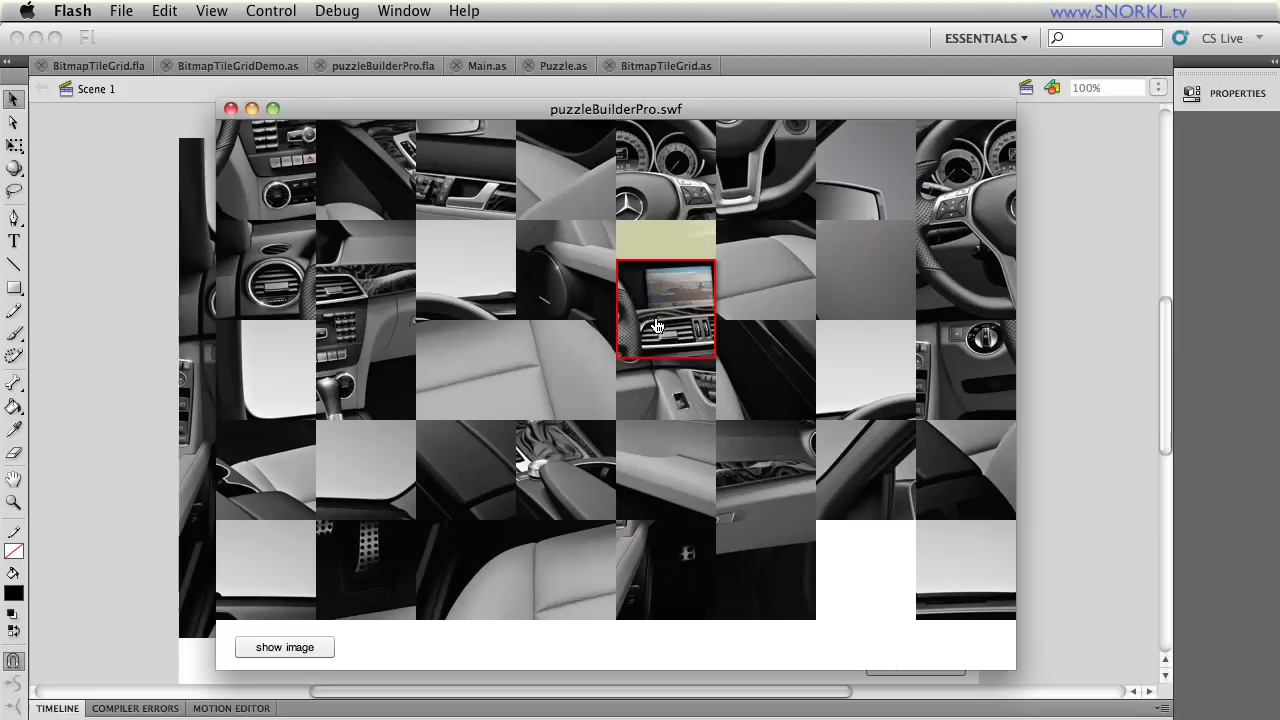 Flash File Edit View Control Debug Window Help
www.SNORKL.tv
Fl
ESSENTIALS
CS Live
BitmapTileGrid.fla
BitmapTileGridDemo.as
puzzleBuilderPro.fla
Main.as
Puzzle.as
BitmapTileGrid.as
Scene 1
100%
PROPERTIES
puzzleBuilderPro.swf
T
show image
TIMELINE
COMPILER ERRORS
MOTION EDITOR